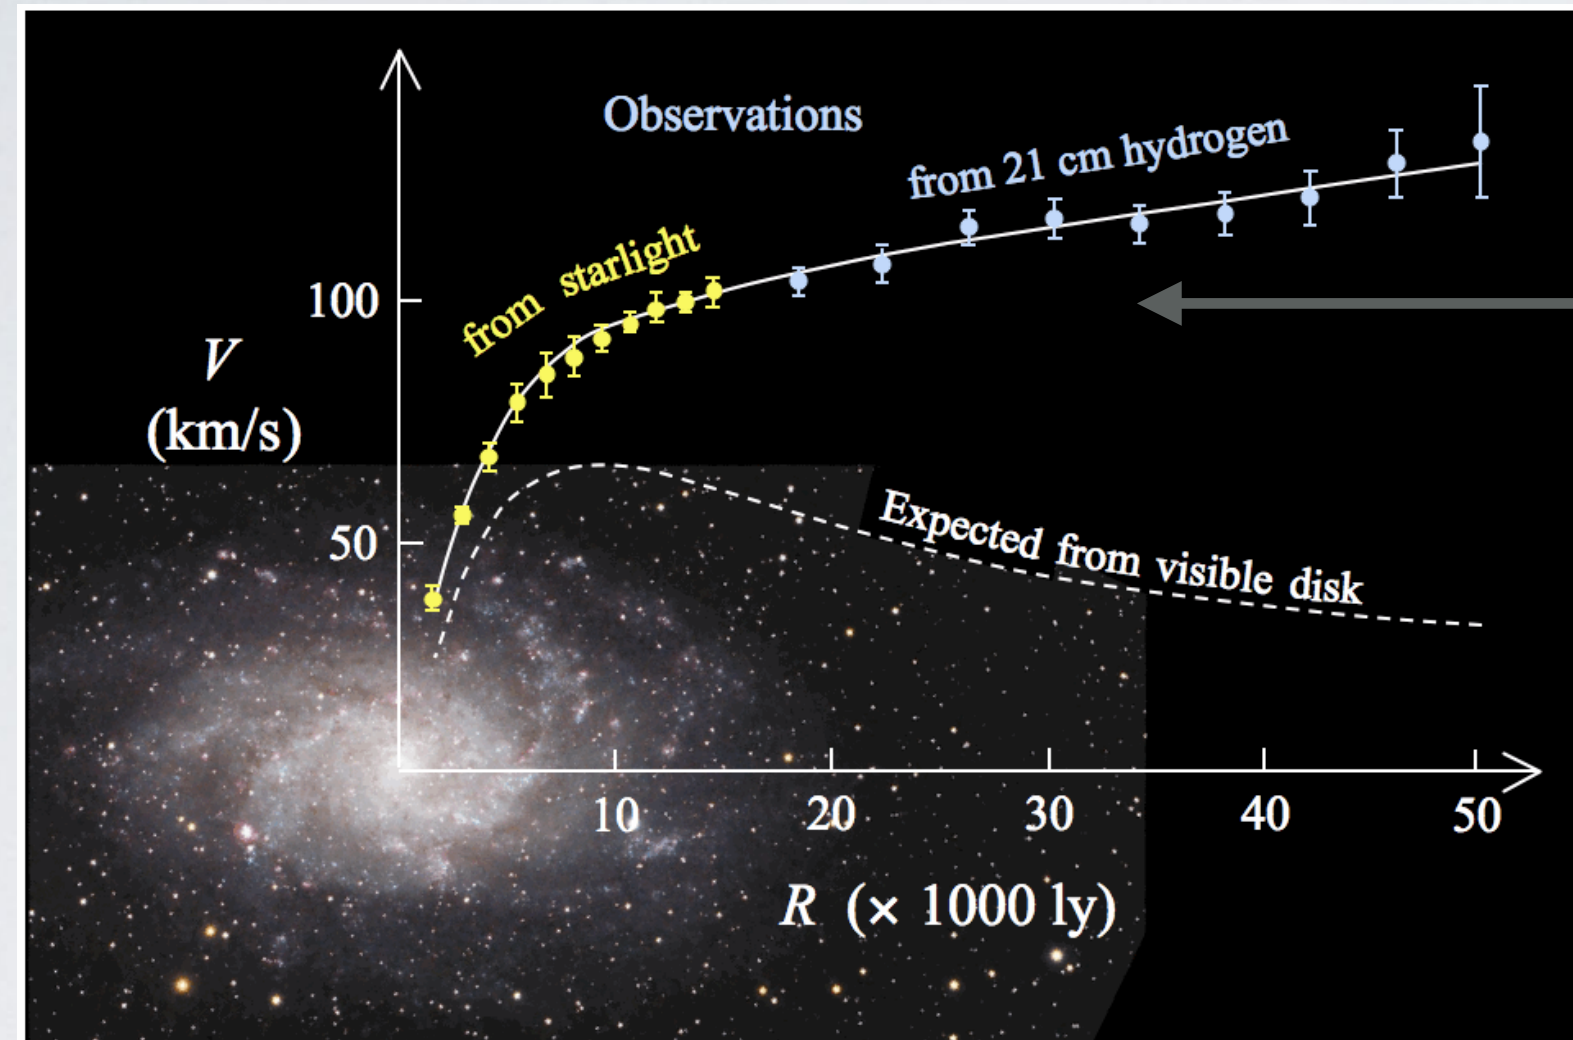 Observations
from 21 cm hydrogen
from starlight
100
V
(km/s)
50
Expected from visible disk
10
20
30
40
50
R (× 1000 ly)